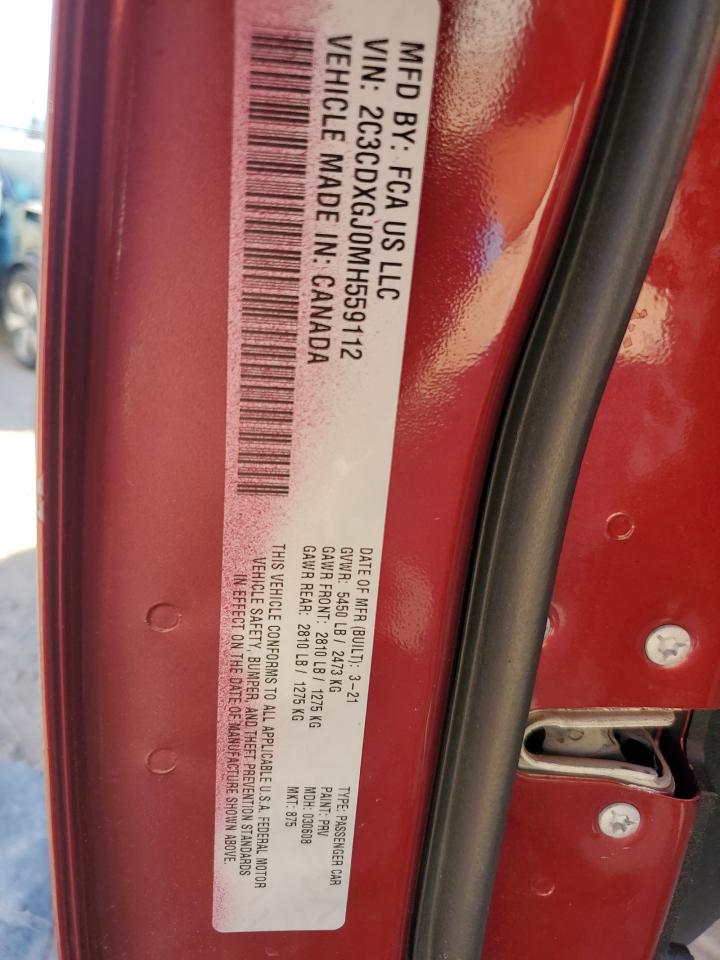 MFD BY: FCA US LLC
VIN: 2C3CDXGJ0MH559112
VEHICLE MADE IN: CANADA
DATE OF MFR (BUILT): 3-21
GVWR: 5450 LB / 2473 KG
GAWR FRONT: 2810 LB / 1275 KG
GAWR REAR: 2810 LB / 1275 KG
THIS VEHICLE CONFORMS TO ALL APPLICABLE U.S.A. FEDERAL MOTOR
VEHICLE SAFETY, BUMPER, AND THEFT PREVENTION STANDARDS
IN EFFECT ON THE DATE OF MANUFACTURE SHOWN ABOVE.
TYPE: PASSENGER CAR
PAINT: PRV
MDH: 030608
MKT: 875